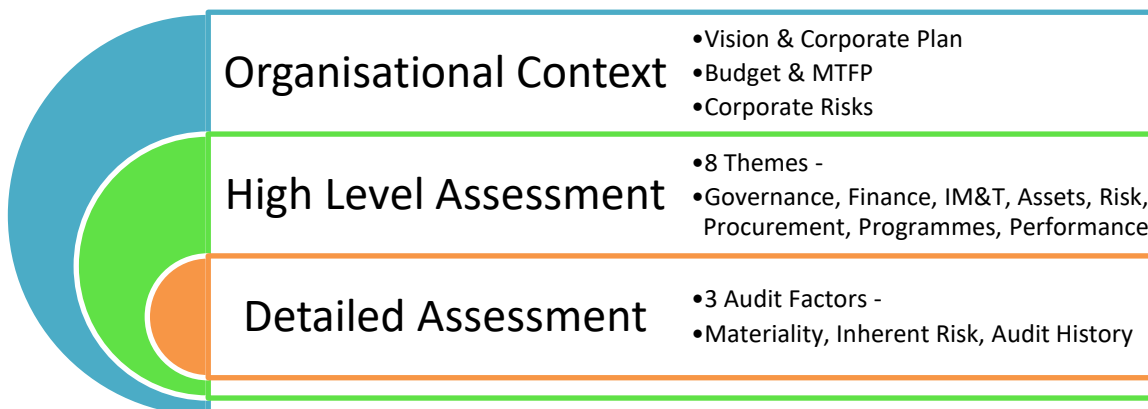 Organisational Context
•Vision & Corporate Plan
•Budget & MTFP
•Corporate Risks
High Level Assessment
•8 Themes -
•Governance, Finance, IM&T, Assets, Risk,
Procurement, Programmes, Performance
Detailed Assessment
•3 Audit Factors -
•Materiality, Inherent Risk, Audit History